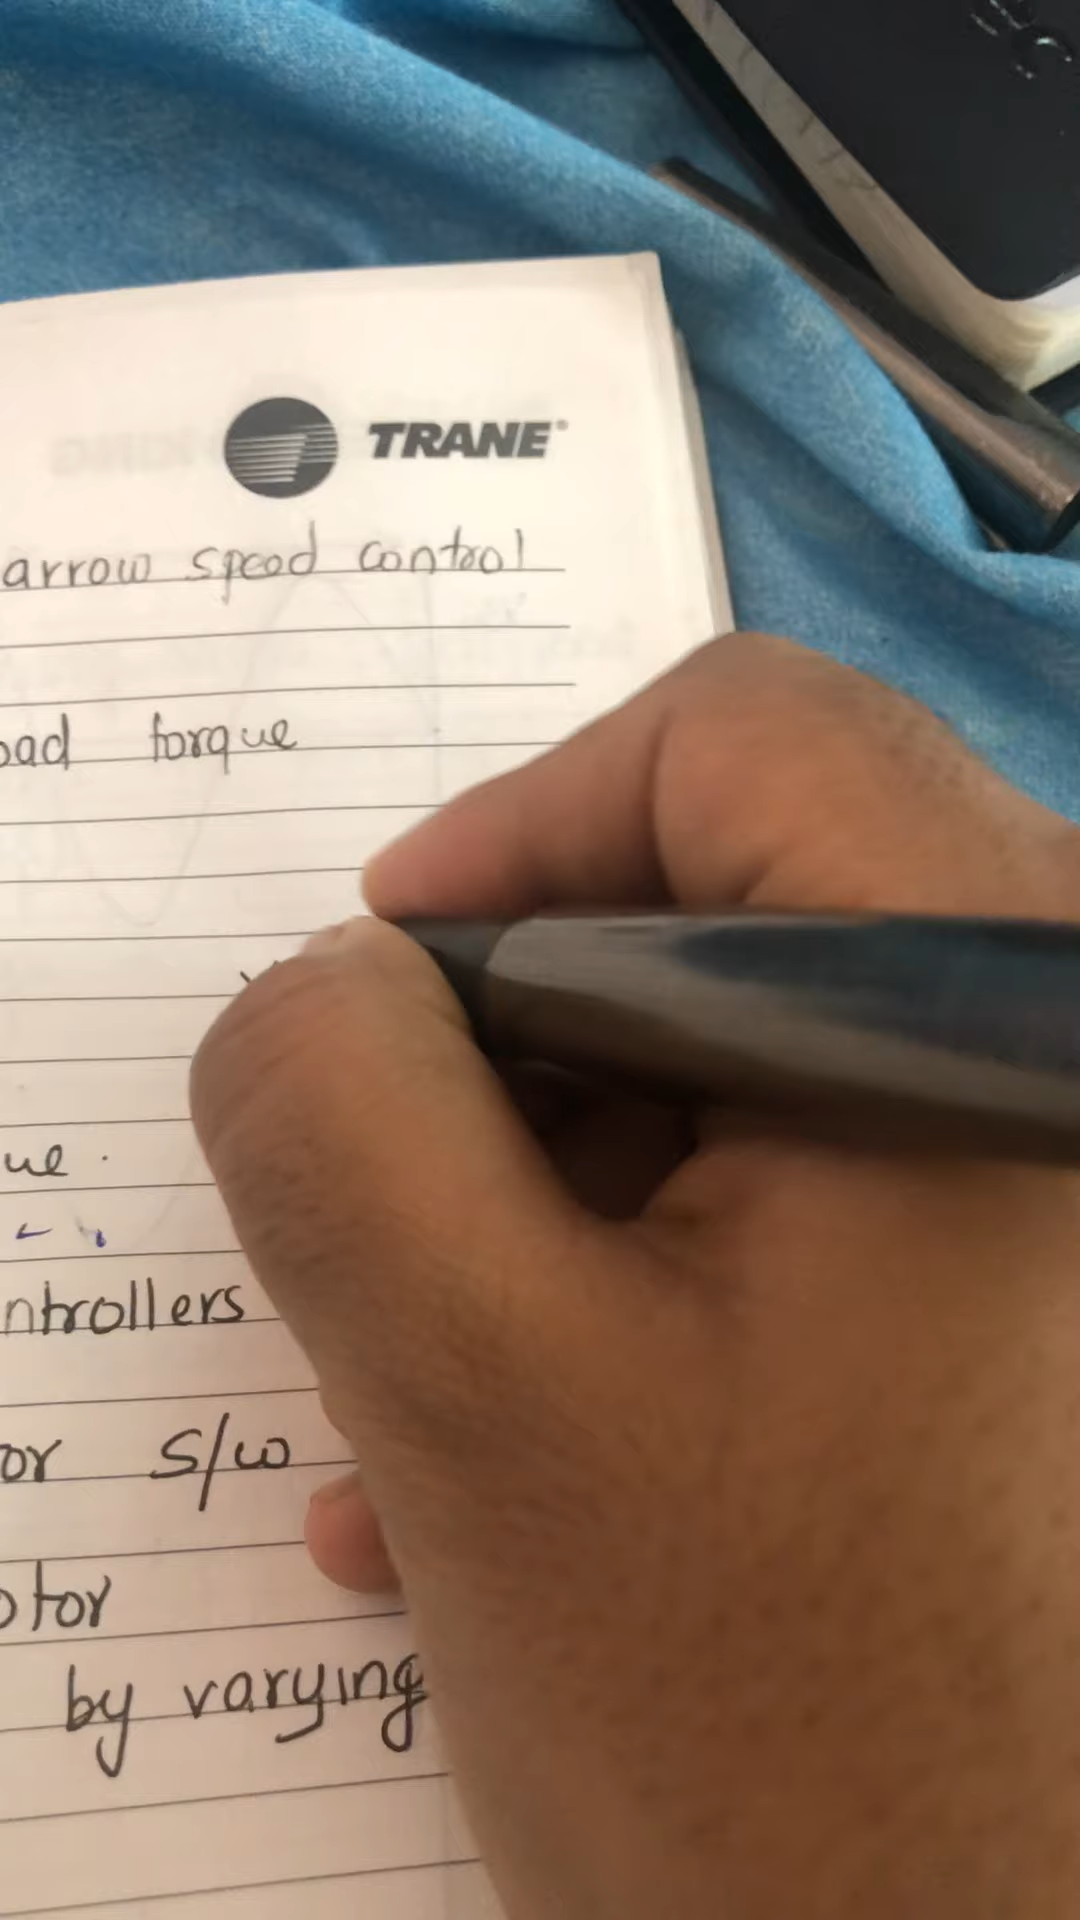 TRANE®
arrow speed control
oad torque
ue.
ntrollers
or s/w
otor
by varying